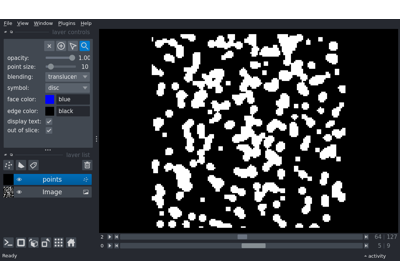 File View Window Plugins Help
layer controls
opacity: 1.00
point size: 10
blending: translucen
symbol: disc
face color: blue
edge color: black
display text:
out of slice:
layer list
points
Image
2 64 127
0 5 9
Ready activity